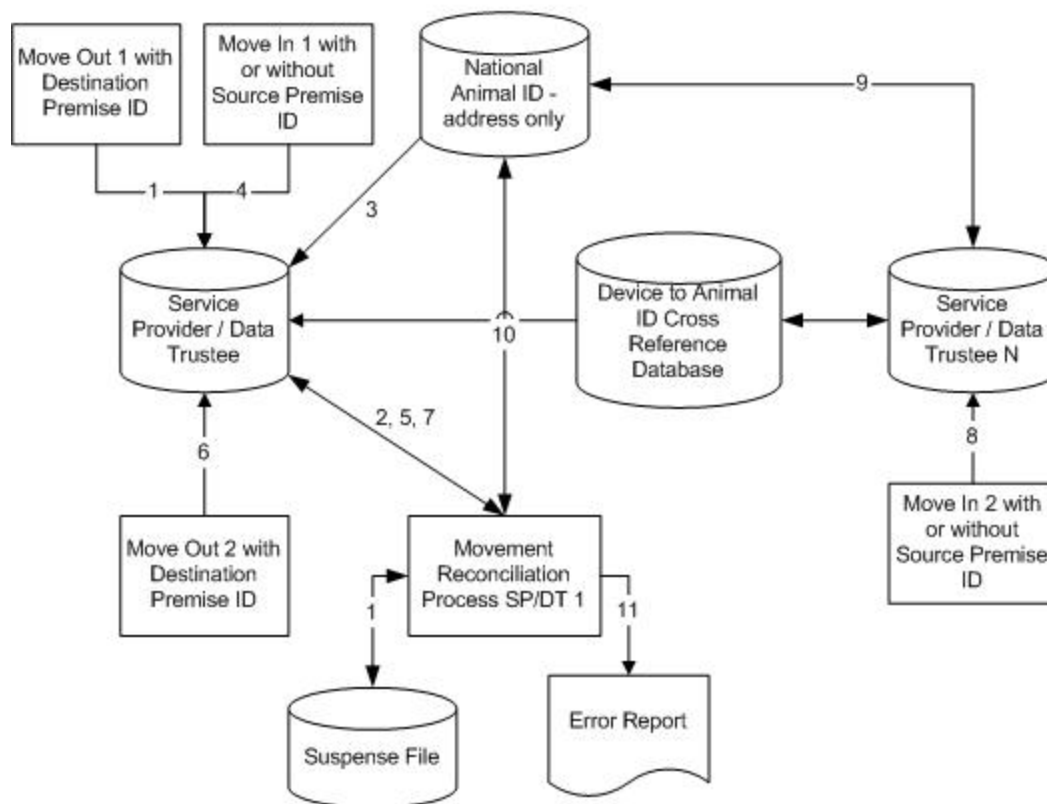 Move Out 1 with
Destination
Premise ID
Move In 1 with
or without
Source Premise
ID
National
Animal ID -
address only
9
1
4
3
Service
Provider / Data
Trustee
10
Device to Animal
ID Cross
Reference
Database
Service
Provider / Data
Trustee N
2, 5, 7
6
8
Move Out 2 with
Destination
Premise ID
Movement
Reconciliation
Process SP/DT 1
Move In 2 with
or without
Source Premise
ID
1
11
Suspense File
Error Report